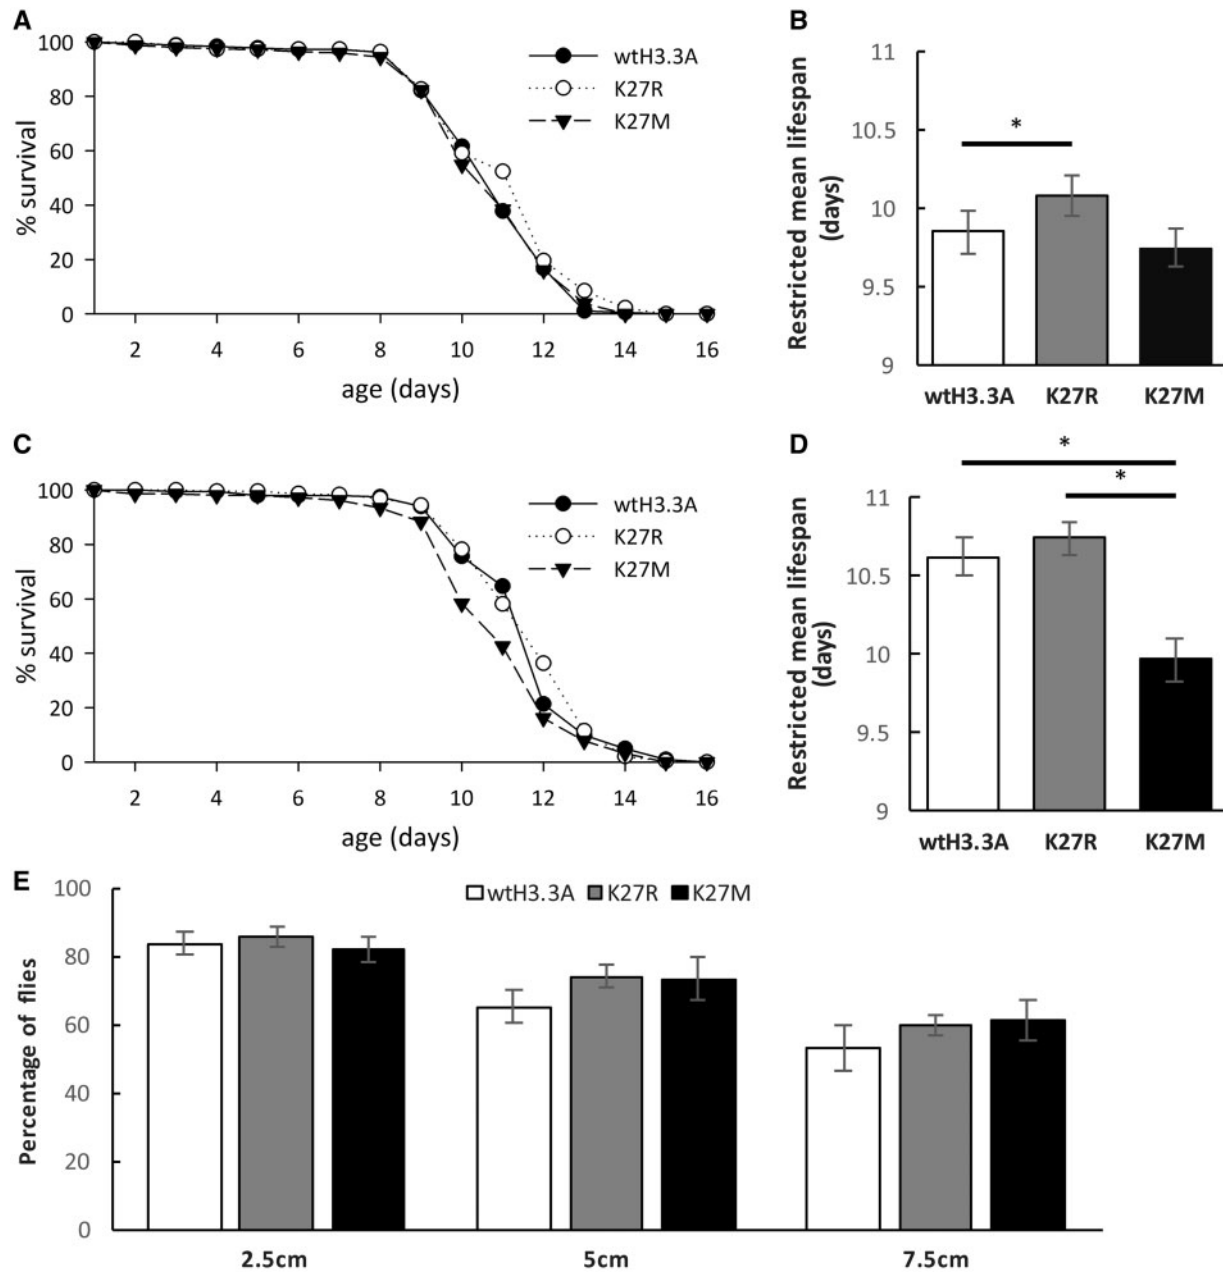 A
100
80
60
40
20
0
% survival
wtH3.3A
K27R
K27M
2 4 6 8 10 12 14 16
age (days)
B
11
10.5
10
9.5
9
Restricted mean lifespan
(days)
*
wtH3.3A K27R K27M
C
100
80
60
40
20
0
% survival
wtH3.3A
K27R
K27M
2 4 6 8 10 12 14 16
age (days)
D
11
10.5
10
9.5
9
Restricted mean lifespan
(days)
*
*
wtH3.3A K27R K27M
E
100
80
60
40
20
0
Percentage of flies
wtH3.3A K27R K27M
2.5cm 5cm 7.5cm